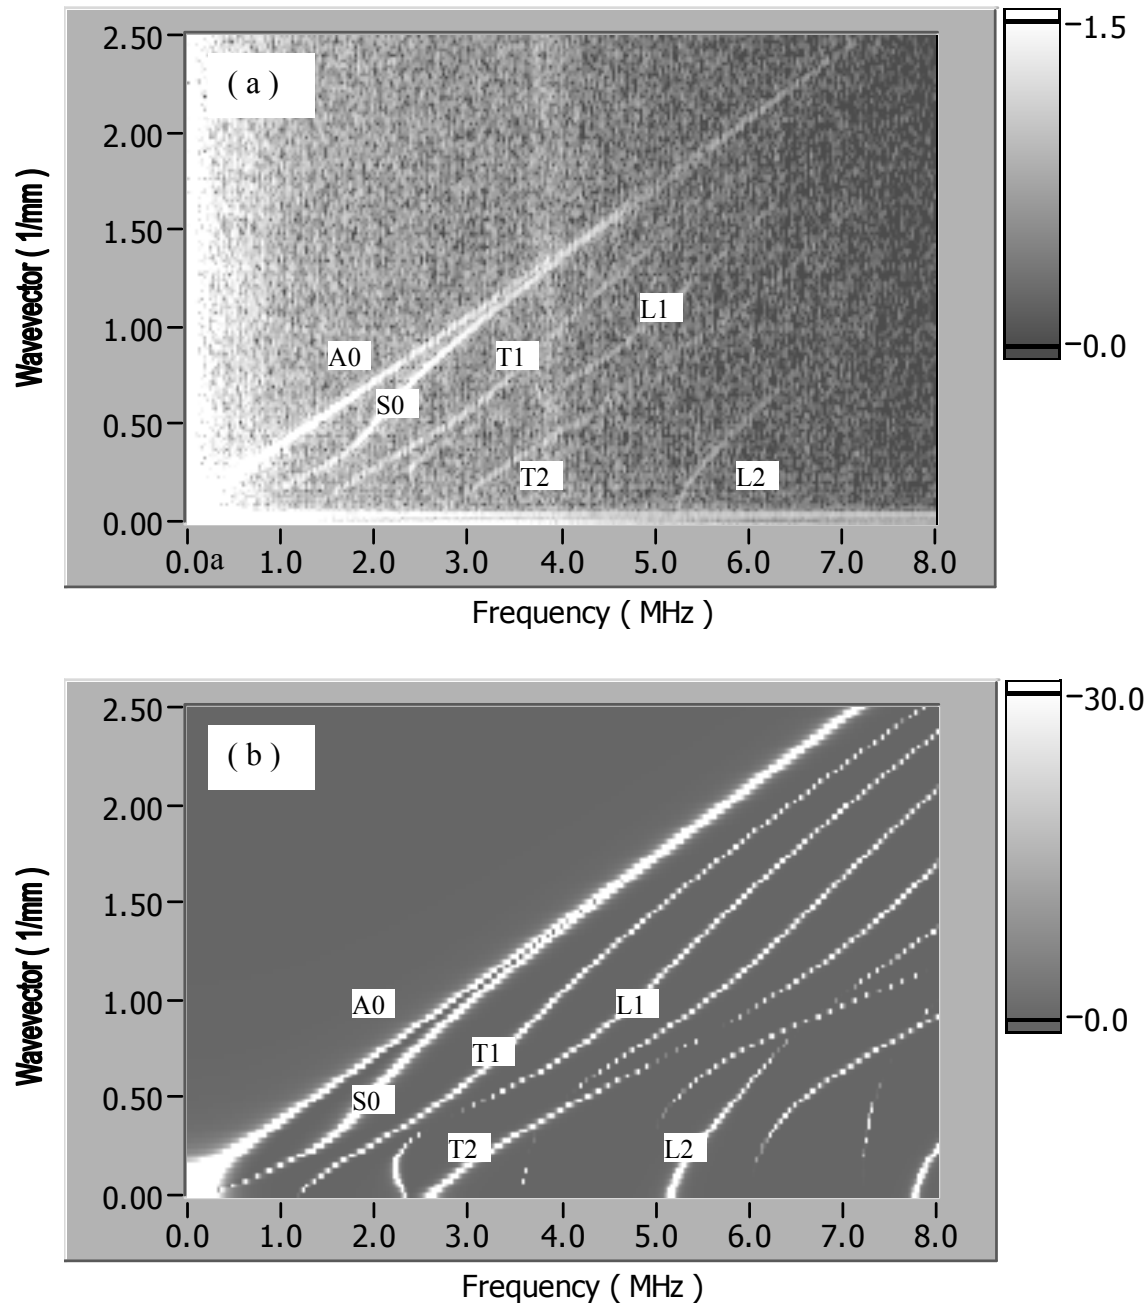 2.50
2.00
1.50
1.00
0.50
0.00
Wavevector ( 1/mm )
( a )
A0
S0
T1
L1
T2
L2
0.0a 1.0 2.0 3.0 4.0 5.0 6.0 7.0 8.0
Frequency ( MHz )
1.5
0.0
2.50
2.00
1.50
1.00
0.50
0.00
Wavevector ( 1/mm )
( b )
A0
S0
T1
L1
T2
L2
0.0 1.0 2.0 3.0 4.0 5.0 6.0 7.0 8.0
Frequency ( MHz )
30.0
0.0